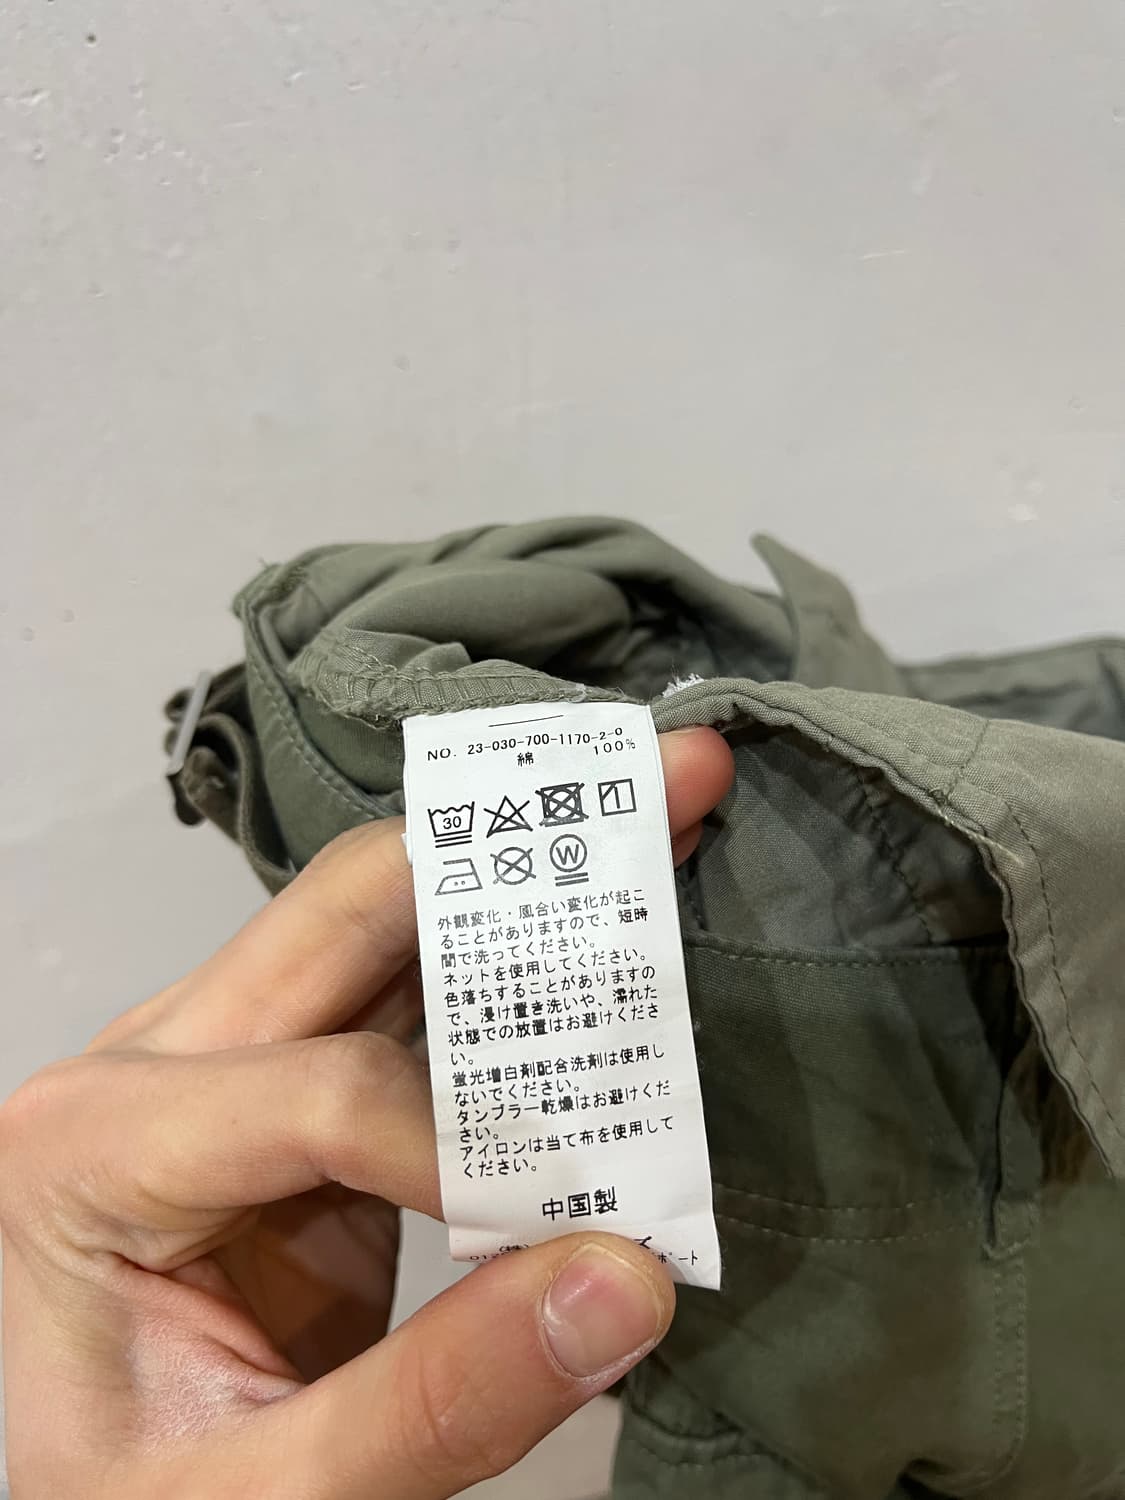 NO. 23-030-700-1170-2-0
綿 100%
30
W
外観変化・風合い変化が起こ
ることがありますので、短時
間で洗ってください。
ネットを使用してください。
色落ちすることがありますの
で、浸け置き洗いや、濡れた
状態での放置はお避けくださ
い。
蛍光増白剤配合洗剤は使用し
ないでください。
タンブラー乾燥はお避けくだ
さい。
アイロンは当て布を使用して
ください。
中国製